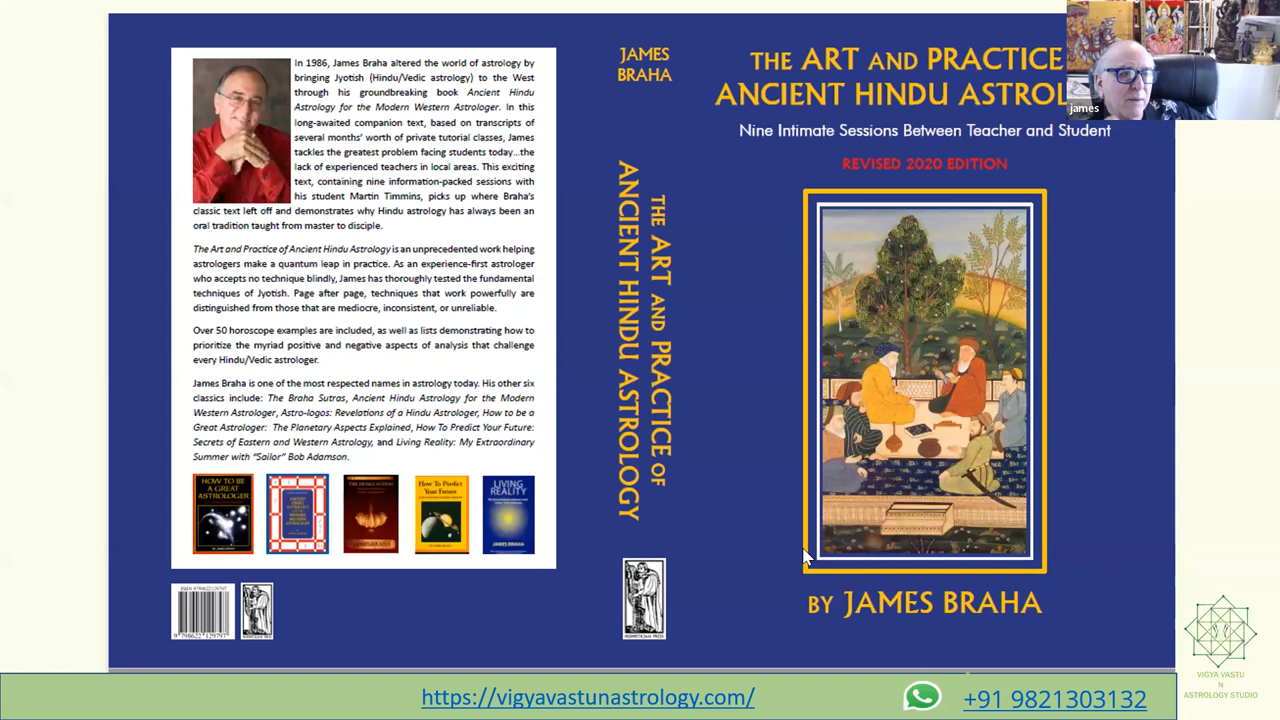 In 1986, James Braha altered the world of astrology by
bringing Jyotish (Hindu/Vedic astrology) to the West
through his groundbreaking book Ancient Hindu
Astrology for the Modern Western Astrologer. In this
long-awaited companion text, based on transcripts of
several months' worth of private tutorial classes, James
tackles the greatest problem facing students today...the
lack of experienced teachers in local areas. This exciting
text, containing nine information-packed sessions with
his student Martin Timmins, picks up where Braha's
classic text left off and demonstrates why Hindu astrology has always been an
oral tradition taught from master to disciple.
The Art and Practice of Ancient Hindu Astrology is an unprecedented work helping
astrologers make a quantum leap in practice. As an experience-first astrologer
who accepts no technique blindly, James has thoroughly tested the fundamental
techniques of Jyotish. Page after page, techniques that work powerfully are
distinguished from those that are mediocre, inconsistent, or unreliable.
Over 50 horoscope examples are included, as well as lists demonstrating how to
prioritize the myriad positive and negative aspects of analysis that challenge
every Hindu/Vedic astrologer.
James Braha is one of the most respected names in astrology today. His other six
classics include: The Braha Sutras, Ancient Hindu Astrology for the Modern
Western Astrologer, Astro-logos: Revelations of a Hindu Astrologer, How to be a
Great Astrologer: The Planetary Aspects Explained, How To Predict Your Future:
Secrets of Eastern and Western Astrology, and Living Reality: My Extraordinary
Summer with "Sailor" Bob Adamson.
HOW TO BE
A GREAT
ASTROLOGER
How To Predict
Your Future
LIVING
REALITY
JAMES BRAHA
JAMES
BRAHA
THE ART AND PRACTICE OF
ANCIENT HINDU ASTROLOGY
THE ART AND PRACTICE
ANCIENT HINDU ASTROL
Nine Intimate Sessions Between Teacher and Student
REVISED 2020 EDITION
BY JAMES BRAHA
james
https://vigyavastunastrology.com/
+91 9821303132
VIGYA VASTU
N
ASTROLOGY STUDIO